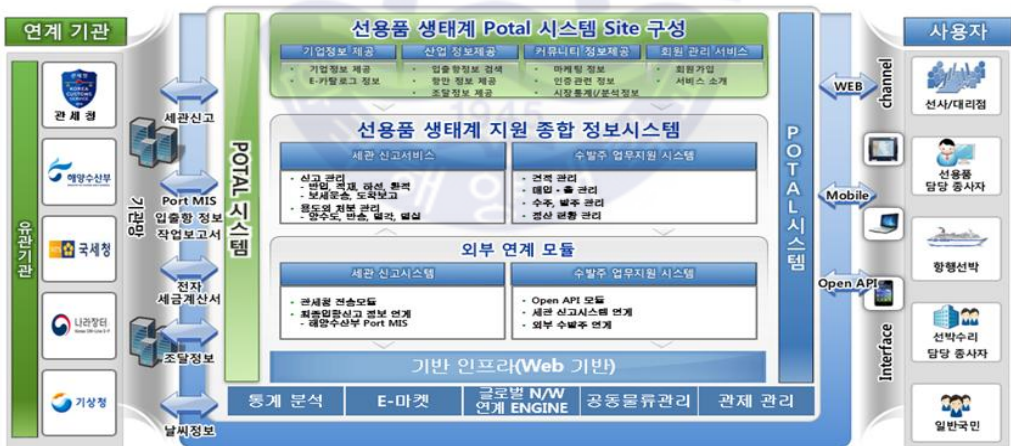 연계 기관
유관기관
관세청
KOREA
CUSTOMS
SERVICE
관 세 청
해양수산부
국세청
나라장터
기상청
기관망
세관신고
Port MIS
입출항 정보
작업보고서
전자
세금계산서
조달정보
날씨정보
POTAL 시스템
선용품 생태계 Potal 시스템 Site 구성
기업정보 제공
· 기업정보 제공
· E-카탈로그 정보
산업 정보제공
· 입출항정보 검색
· 항만 정보 제공
· 조달정보 제공
커뮤니티 정보제공
· 마케팅 정보
· 인증관련 정보
· 시장통계/분석정보
회원 관리 서비스
· 회원가입
· 서비스 소개
1945
해 양
선용품 생태계 지원 종합 정보시스템
세관 신고서비스
· 신고 관리
- 반입, 적재, 하선, 환적
- 보세운송, 도착보고
· 용도외 처분 관리
- 양수도, 반송, 멸각, 멸실
수발주 업무지원 시스템
· 견적 관리
· 매입·출 관리
· 수주, 발주 관리
· 정산 현황 관리
외부 연계 모듈
세관 신고시스템
· 관세청 전송모듈
· 최종입항신고 정보 연계
- 해양수산부 Port MIS
수발주 업무지원 시스템
· Open API 모듈
· 세관 신고시스템 연계
· 외부 수발주 연계
기반 인프라(Web 기반)
통계 분석
E-마켓
글로벌 N/W
연계 ENGINE
공동물류관리
관제 관리
POTAL시스템
WEB
Mobile
Open API
channel
Interface
사용자
선사/대리점
선용품
담당 종사자
항행선박
선박수리
담당 종사자
일반국민